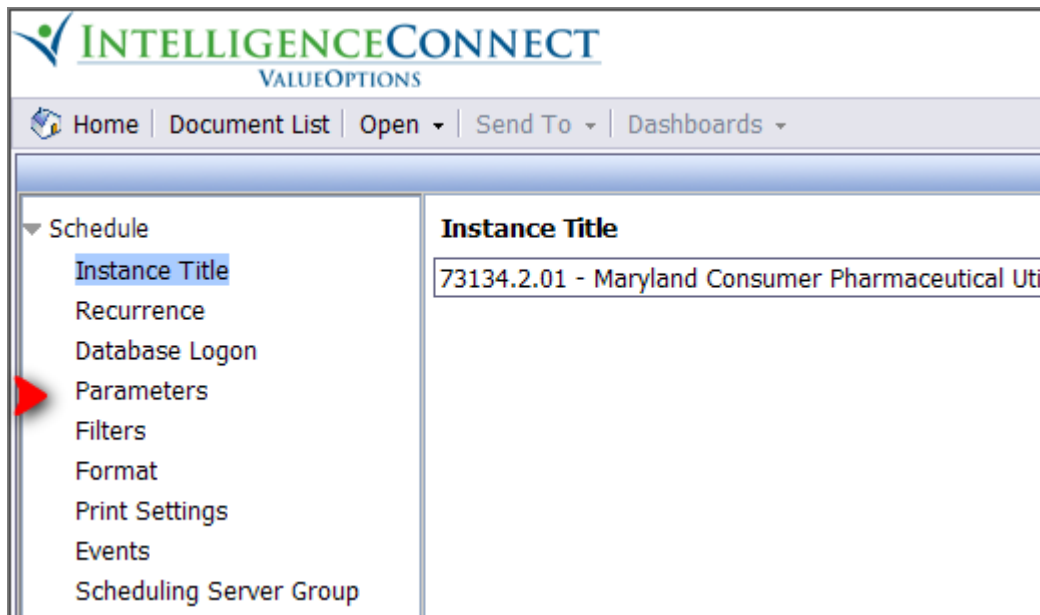 INTELLIGENCECONNECT
VALUEOPTIONS
Home Document List Open Send To Dashboards
Schedule
Instance Title
Recurrence
Database Logon
Parameters
Filters
Format
Print Settings
Events
Scheduling Server Group
Instance Title
73134.2.01 - Maryland Consumer Pharmaceutical Uti